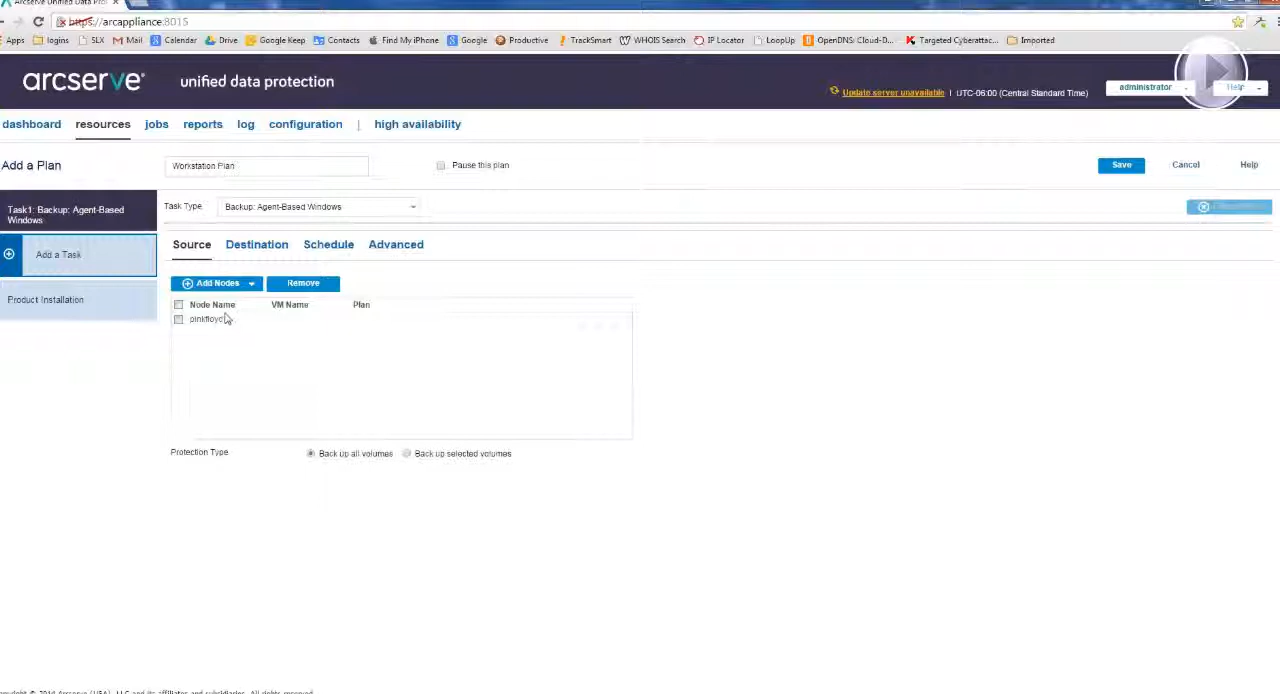 Arcserve Unified Data Prot
https://arcappliance:8015
Apps logins SLX Mail Calendar Drive Google Keep Contacts Find My iPhone Google Productive TrackSmart WHOIS Search IP Locator LoopUp OpenDNS: Cloud-D... Targeted Cyberattac... Imported
arcserve® unified data protection
Update server unavailable | UTC-06:00 (Central Standard Time) administrator Help
dashboard resources jobs reports log configuration | high availability
Add a Plan Workstation Plan Pause this plan Save Cancel Help
Task1: Backup: Agent-Based
Windows
Task Type Backup: Agent-Based Windows
Add a Task
Product Installation
Source Destination Schedule Advanced
Add Nodes Remove
Node Name VM Name Plan
pinkfloyd
Protection Type Back up all volumes Back up selected volumes
opyright © 2014 Arcserve (USA), LLC and its affiliates and subsidiaries. All rights reserved.